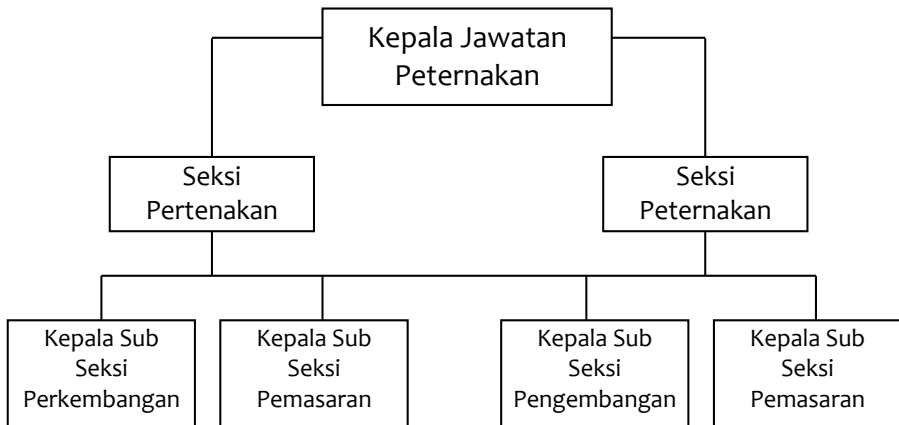 Kepala Jawatan
Peternakan
Seksi
Pertenakan
Seksi
Peternakan
Kepala Sub
Seksi
Perkembangan
Kepala Sub
Seksi
Pemasaran
Kepala Sub
Seksi
Pengembangan
Kepala Sub
Seksi
Pemasaran